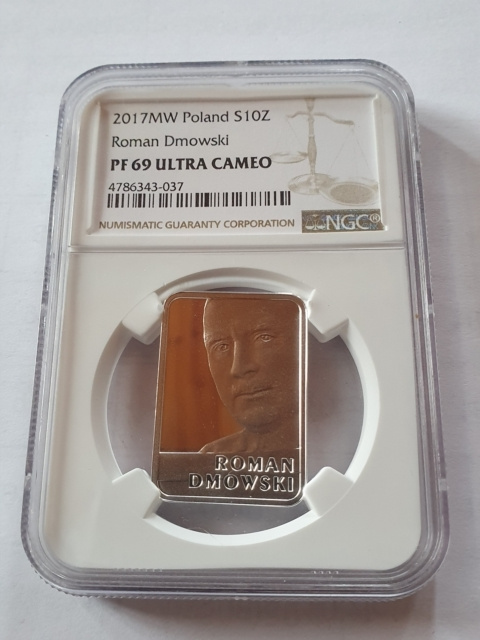 2017MW Poland S10Z
Roman Dmowski
PF 69 ULTRA CAMEO
4786343-037
NUMISMATIC GUARANTY CORPORATION NGC®
ROMAN
DMOWSKI